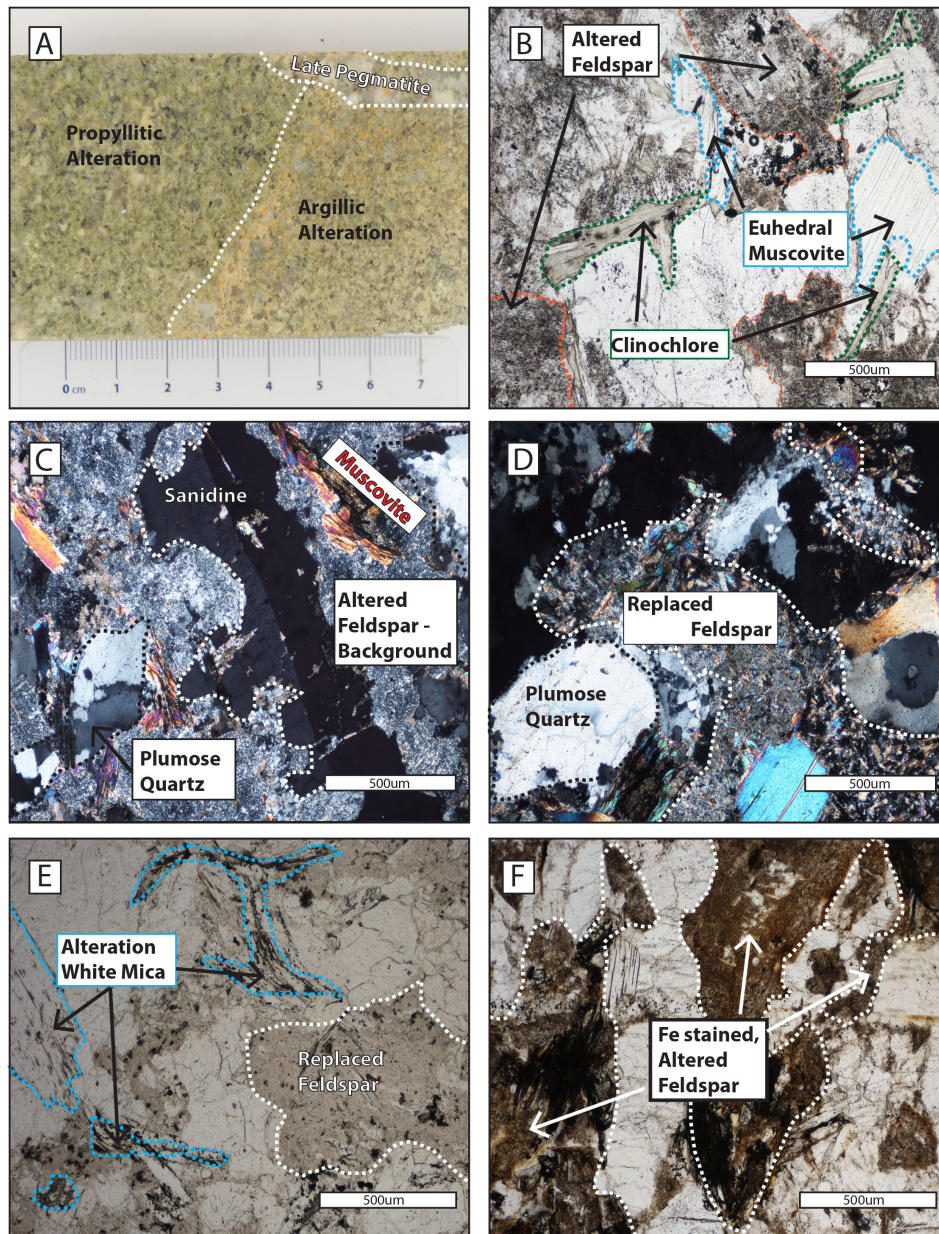 A
Late Pegmatite
Propyllitic
Alteration
Argillic
Alteration
0 cm 1 2 3 4 5 6 7
B
Altered
Feldspar
Euhedral
Muscovite
Clinochlore
500um
C
Sanidine
Muscovite
Altered
Feldspar -
Background
Plumose
Quartz
500um
D
Replaced
Feldspar
Plumose
Quartz
500um
E
Alteration
White Mica
Replaced
Feldspar
500um
F
Fe stained,
Altered
Feldspar
500um